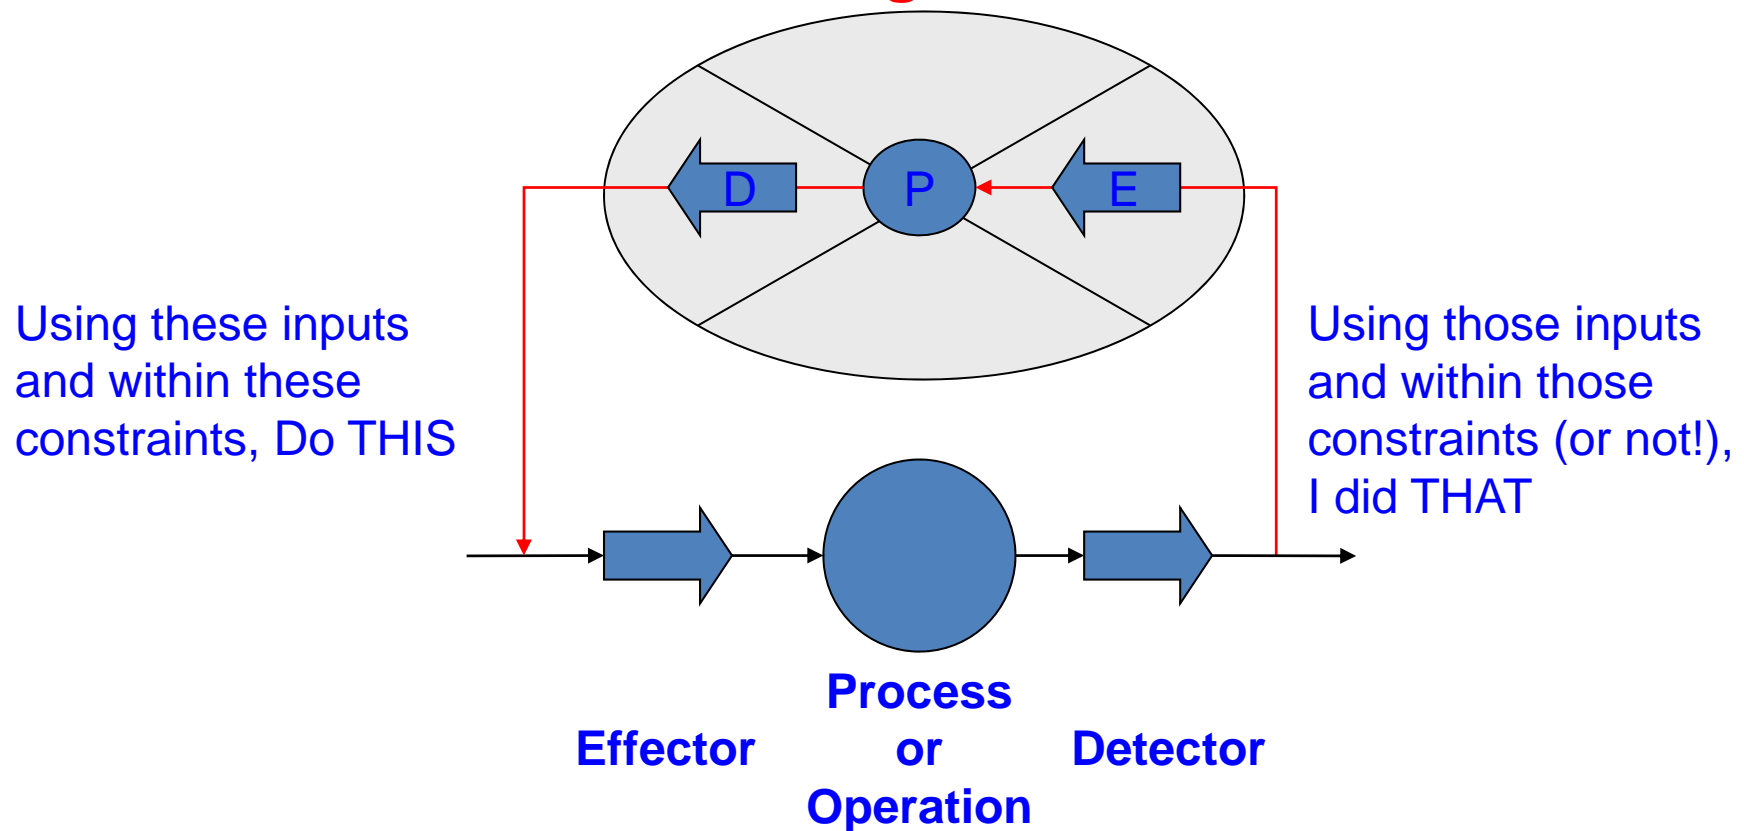 D
P
E
Using these inputs
and within these
constraints, Do THIS
Using those inputs
and within those
constraints (or not!),
I did THAT
Process
or
Operation
Effector
Detector